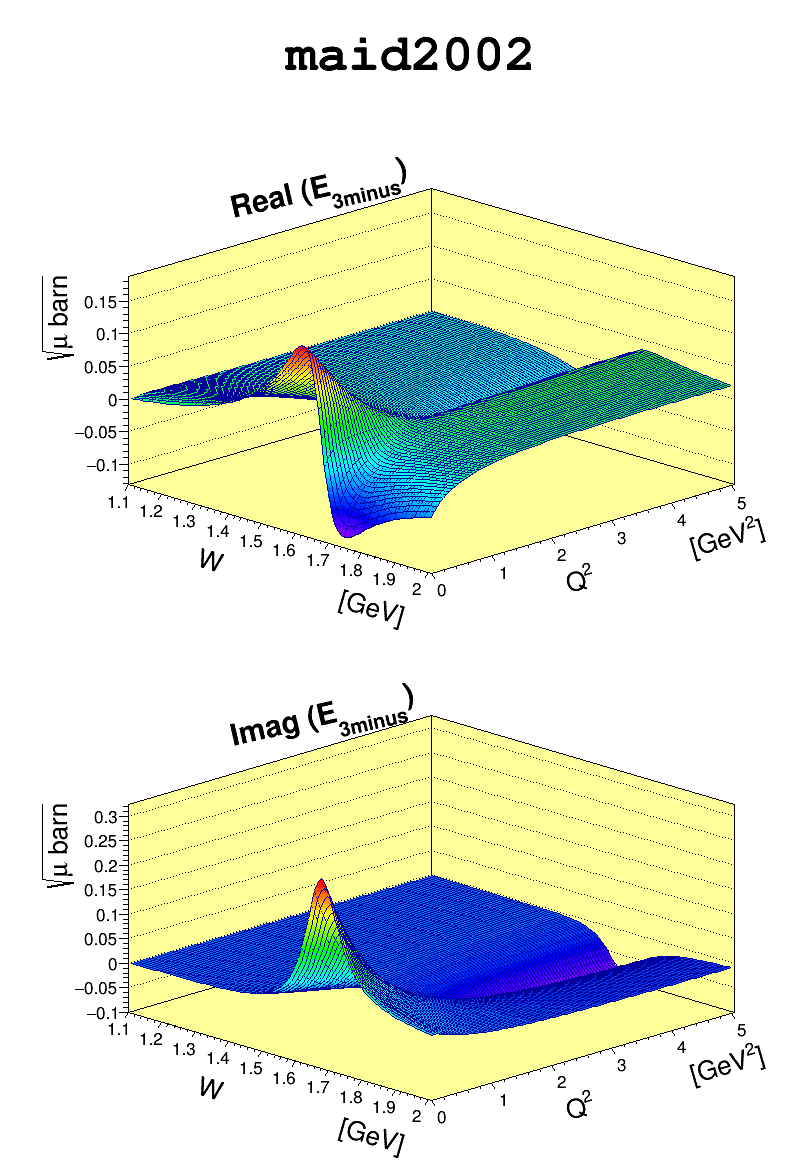 maid2002
Real (E3minus)
√μ barn
0.15
0.1
0.05
0
−0.05
−0.1
1.1 1.2 1.3 1.4 1.5 1.6 1.7 1.8 1.9 2
W
[GeV]
0 1 2 3 4 5
Q²
[GeV²]
Imag (E3minus)
√μ barn
0.3
0.25
0.2
0.15
0.1
0.05
0
−0.05
−0.1
1.1 1.2 1.3 1.4 1.5 1.6 1.7 1.8 1.9 2
W
[GeV]
0 1 2 3 4 5
Q²
[GeV²]